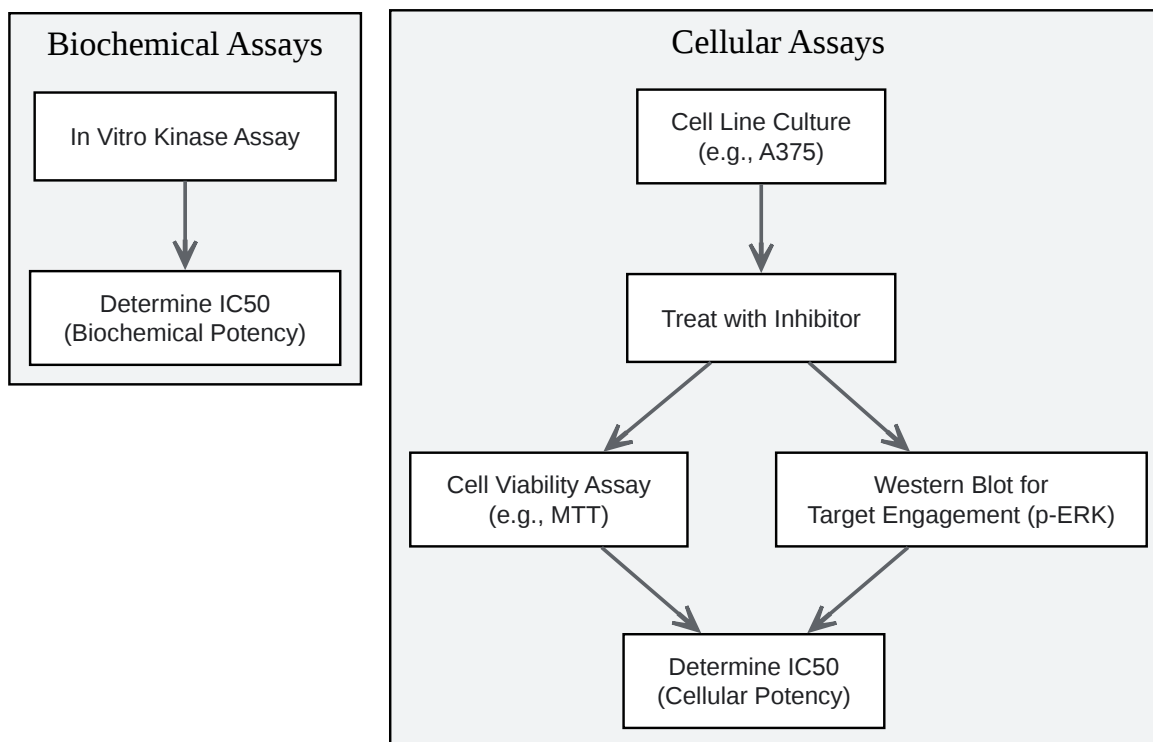 Biochemical Assays
In Vitro Kinase Assay
Determine IC50
(Biochemical Potency)
Cellular Assays
Cell Line Culture
(e.g., A375)
Treat with Inhibitor
Cell Viability Assay
(e.g., MTT)
Western Blot for
Target Engagement (p-ERK)
Determine IC50
(Cellular Potency)